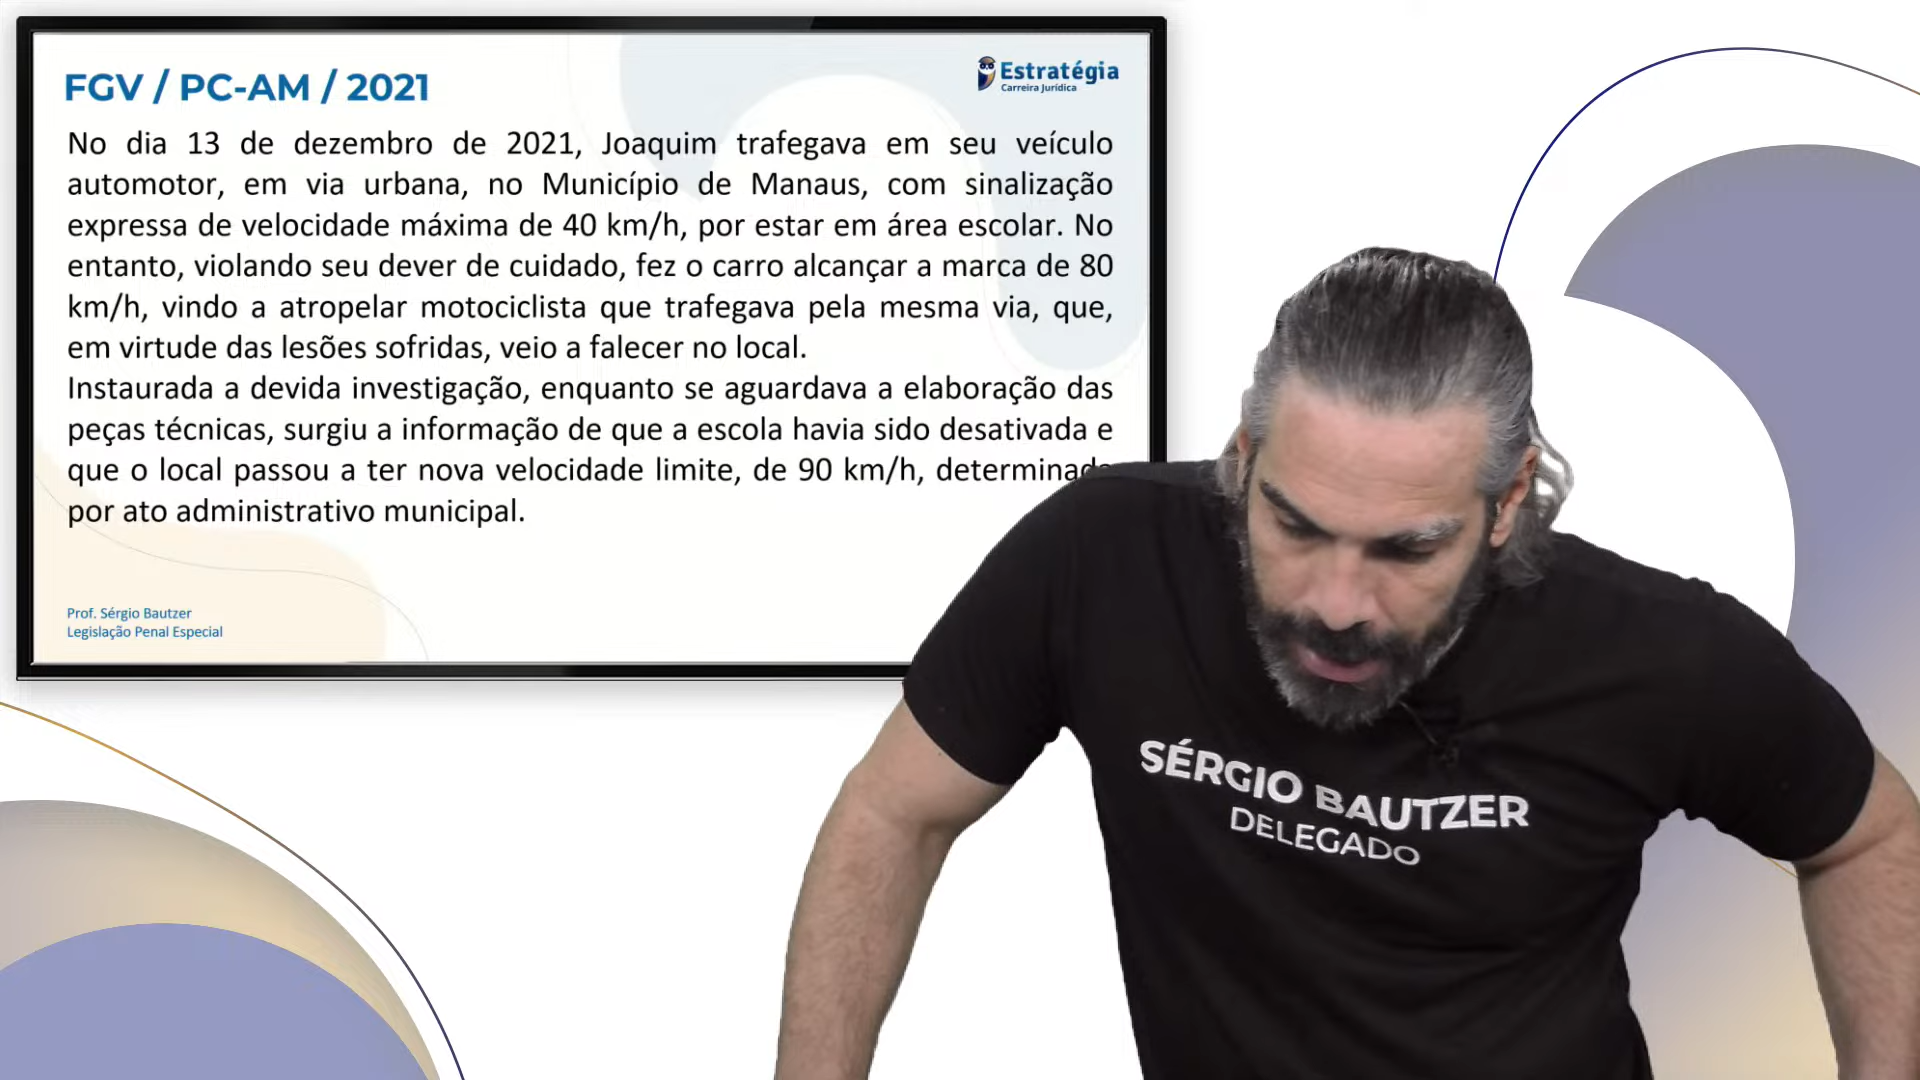 FGV / PC-AM / 2021
Estratégia
Carreira Jurídica
No dia 13 de dezembro de 2021, Joaquim trafegava em seu veículo
automotor, em via urbana, no Município de Manaus, com sinalização
expressa de velocidade máxima de 40 km/h, por estar em área escolar. No
entanto, violando seu dever de cuidado, fez o carro alcançar a marca de 80
km/h, vindo a atropelar motociclista que trafegava pela mesma via, que,
em virtude das lesões sofridas, veio a falecer no local.
Instaurada a devida investigação, enquanto se aguardava a elaboração das
peças técnicas, surgiu a informação de que a escola havia sido desativada e
que o local passou a ter nova velocidade limite, de 90 km/h,
por ato administrativo municipal.
Prof. Sérgio Bautzer
Legislação Penal Especial
SÉRGIO BAUTZER
DELEGADO